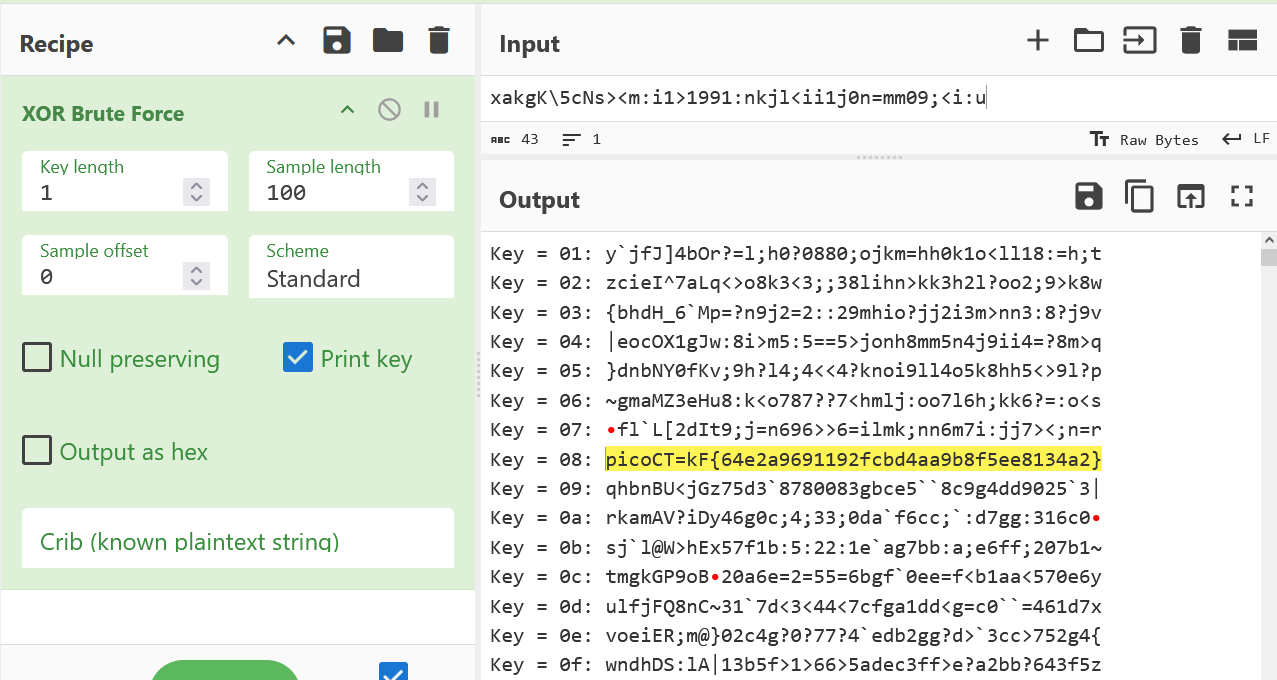 Recipe
XOR Brute Force
Key length
1
Sample length
100
Sample offset
0
Scheme
Standard
Null preserving
Print key
Output as hex
Crib (known plaintext string)
Input
xakgK\5cNs><m:i1>1991:nkjl<ii1j0n=mm09;<i:u
ABC 43 1
Tт Raw Bytes LF
Output
Key = 01: y`jfJ]4bOr?=l;h0?0880;ojkm=hh0k1o<ll18:=h;t
Key = 02: zcieI^7aLq<>o8k3<3;;38lihn>kk3h2l?oo2;9>k8w
Key = 03: {bhdH_6`Mp=?n9j2=2::29mhio?jj2i3m>nn3:8?j9v
Key = 04: |eocOX1gJw:8i>m5:5==5>jonh8mm5n4j9ii4=?8m>q
Key = 05: }dnbNY0fKv;9h?l4;4<<4?knoi9ll4o5k8hh5<>9l?p
Key = 06: ~gmaMZ3eHu8:k<o787??7<hmlj:oo7l6h;kk6?=:o<s
Key = 07: •fl`L[2dIt9;j=n696>>6=ilmk;nn6m7i:jj7><;n=r
Key = 08: picoCT=kF{64e2a9691192fcbd4aa9b8f5ee8134a2}
Key = 09: qhbnBU<jGz75d3`8780083gbce5``8c9g4dd9025`3|
Key = 0a: rkamAV?iDy46g0c;4;33;0da`f6cc;`:d7gg:316c0•
Key = 0b: sj`l@W>hEx57f1b:5:22:1e`ag7bb:a;e6ff;207b1~
Key = 0c: tmgkGP9oB•20a6e=2=55=6bgf`0ee=f<b1aa<570e6y
Key = 0d: ulfjFQ8nC~31`7d<3<44<7cfga1dd<g=c0``=461d7x
Key = 0e: voeiER;m@}02c4g?0?77?4`edb2gg?d>`3cc>752g4{
Key = 0f: wndhDS:lA|13b5f>1>66>5adec3ff>e?a2bb?643f5z